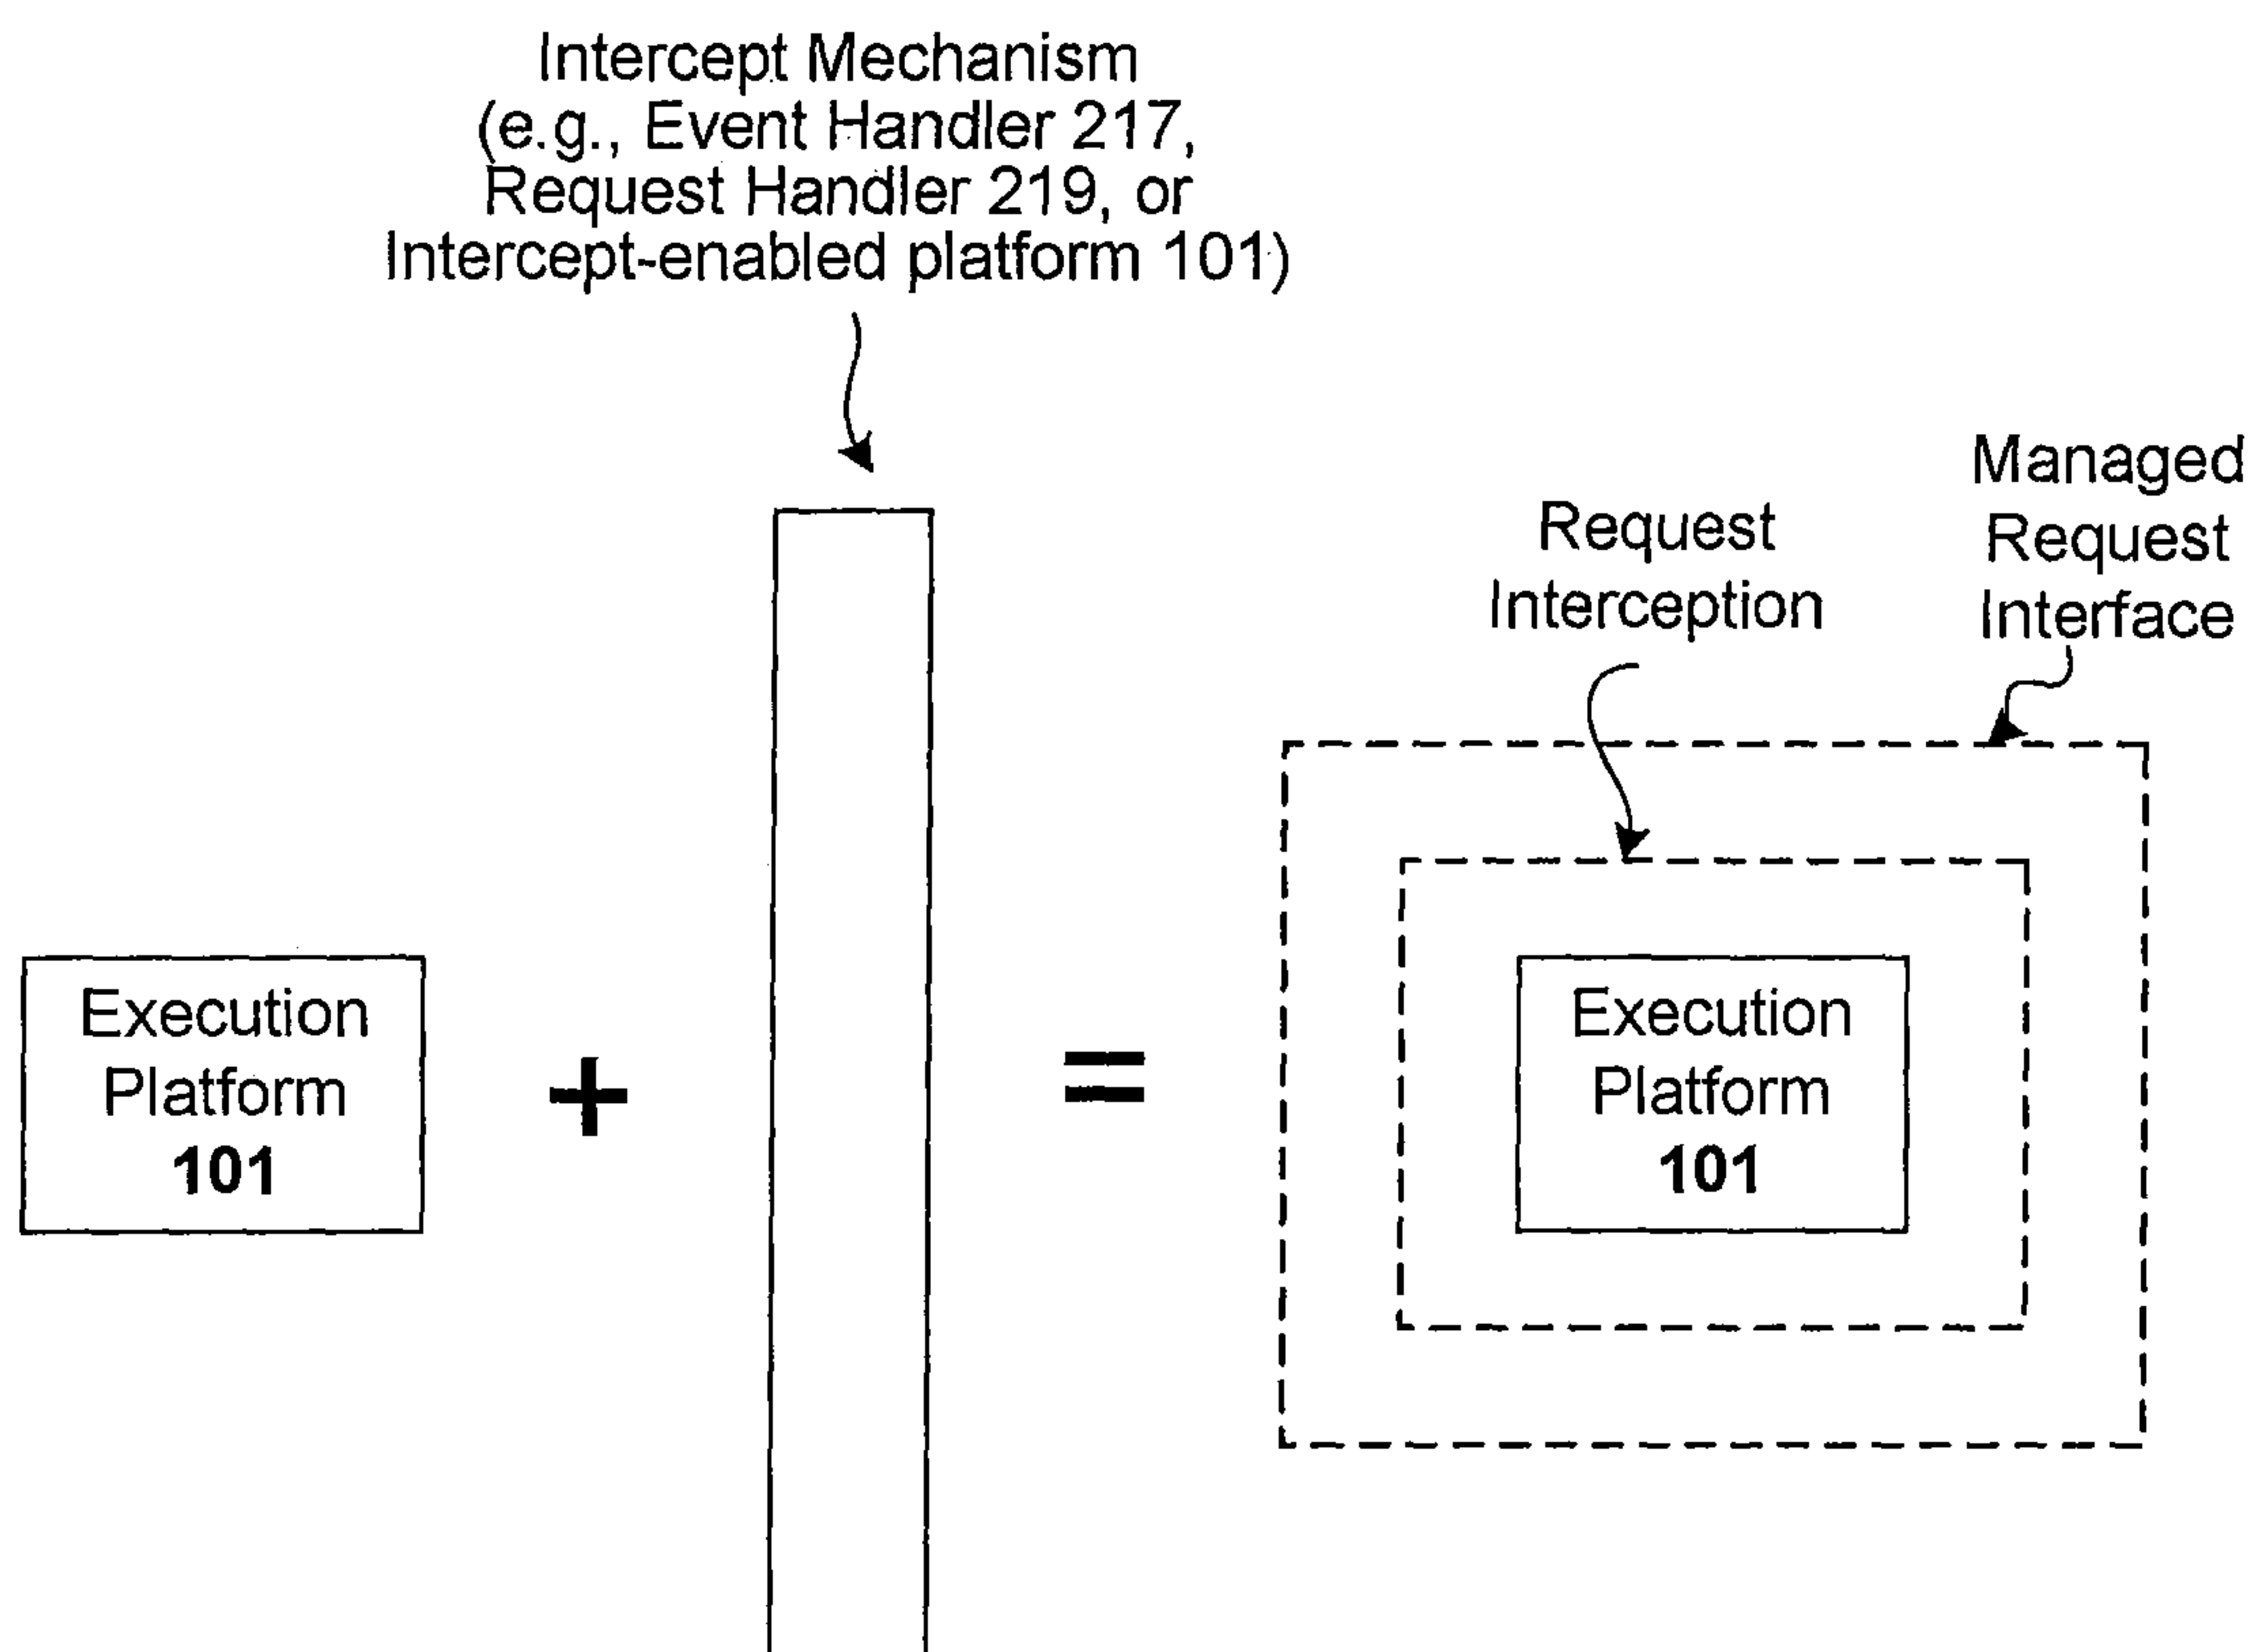 Intercept Mechanism
(e.g., Event Handler 217,
Request Handler 219, or
Intercept-enabled platform 101)
Managed
Request
Interface
Request
Interception
Execution
Platform
101
+
=
Execution
Platform
101